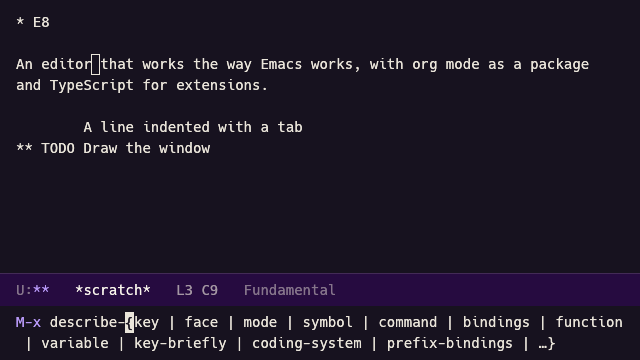 * E8
An editor that works the way Emacs works, with org mode as a package
and TypeScript for extensions.
A line indented with a tab
** TODO Draw the window
U:** *scratch* L3 C9 Fundamental
M-x describe-{key | face | mode | symbol | command | bindings | function
| variable | key-briefly | coding-system | prefix-bindings | …}